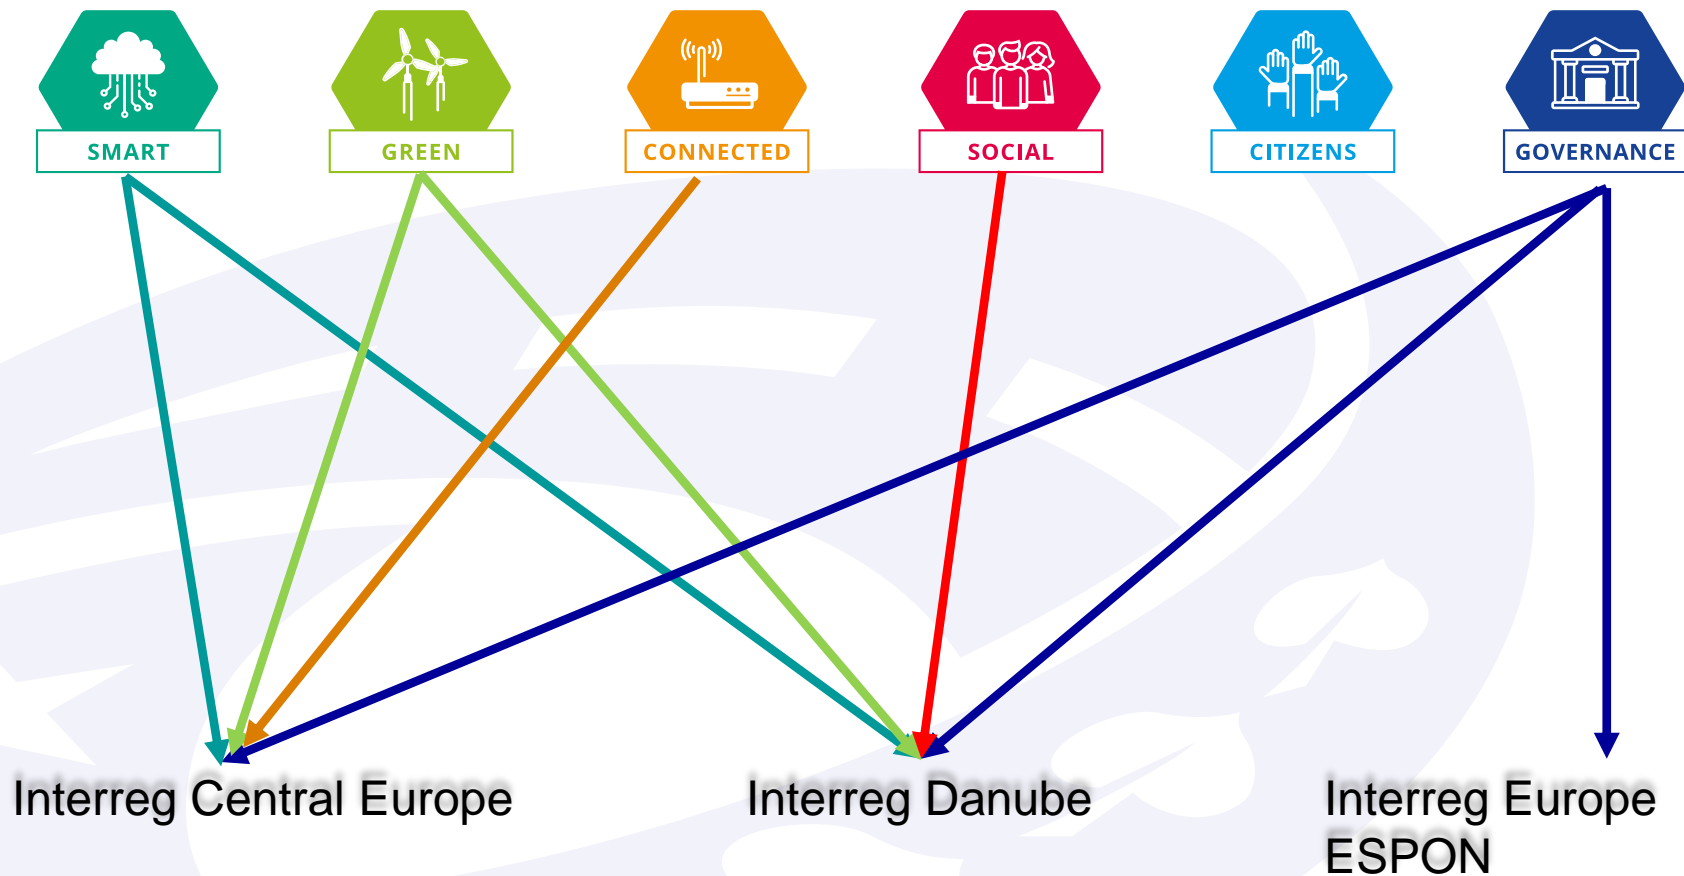 SMART
GREEN
CONNECTED
SOCIAL
CITIZENS
GOVERNANCE
Interreg Central Europe
Interreg Danube
Interreg Europe
ESPON